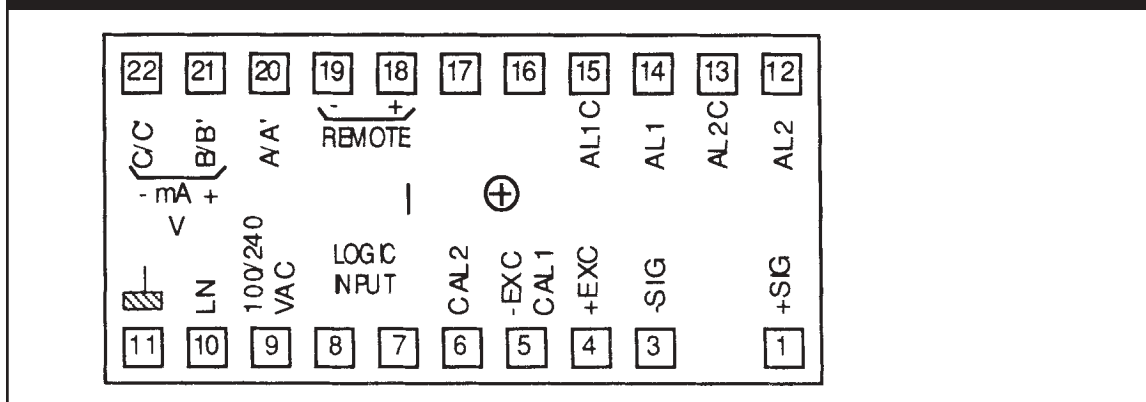 22 21 20 19 18 17 16 15 14 13 12
- +
REMOTE
C/C' B/B' A/A' AL1C AL1 AL2C AL2
- mA +
V
LN 100/240 VAC LOGIC INPUT CAL2 -EXC CAL1 +EXC -SIG +SIG
11 10 9 8 7 6 5 4 3 1